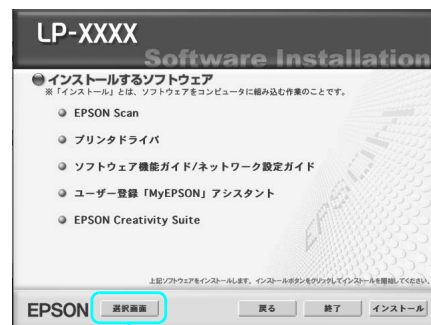 LP-XXXX
Software Installation
インストールするソフトウェア
※「インストール」とは、ソフトウェアをコンピュータに組み込む作業のことです。
EPSON Scan
プリンタドライバ
ソフトウェア機能ガイド/ネットワーク設定ガイド
ユーザー登録「MyEPSON」アシスタント
EPSON Creativity Suite
EPSON
上記ソフトウェアをインストールします。インストールボタンをクリックしてインストールを開始してください。
EPSON 選択画面 戻る 終了 インストール